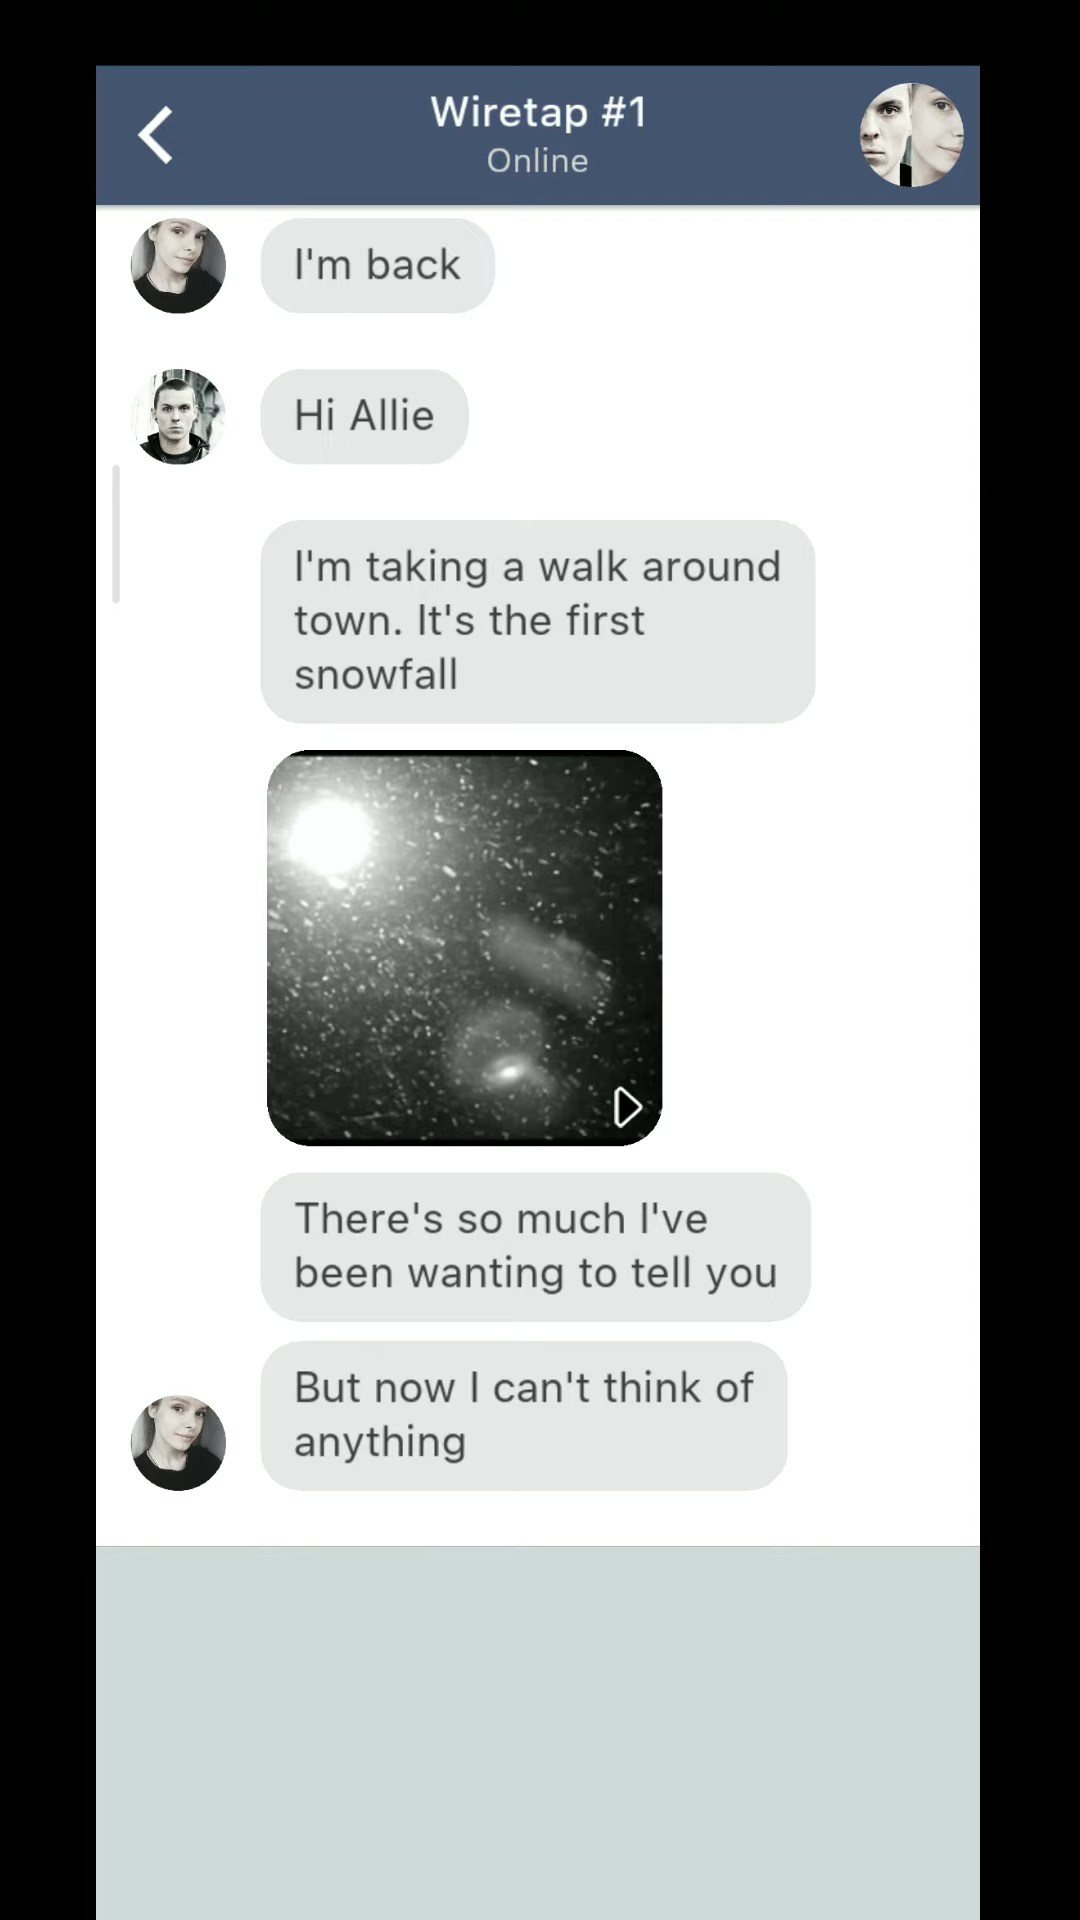 Wiretap #1
Online
I'm back
Hi Allie
I'm taking a walk around
town. It's the first
snowfall
There's so much I've
been wanting to tell you
But now I can't think of
anything